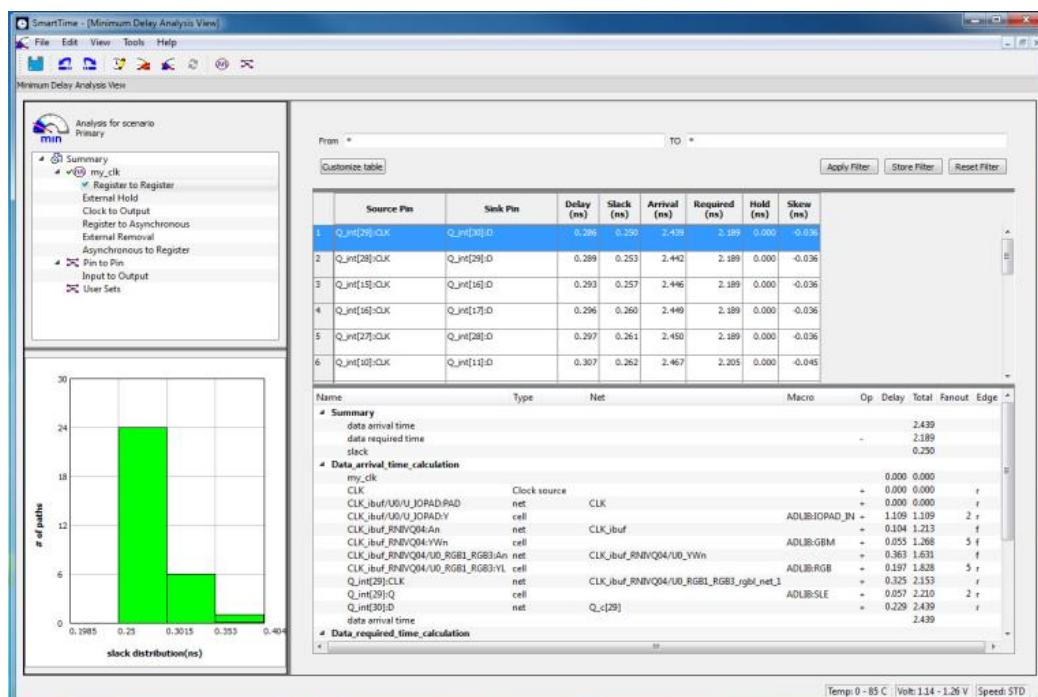 SmartTime - [Minimum Delay Analysis View]
File Edit View Tools Help
Minimum Delay Analysis View
Analysis for scenario
Primary
min
Summary
my_clk
Register to Register
External Hold
Clock to Output
Register to Asynchronous
External Removal
Asynchronous to Register
Pin to Pin
Input to Output
User Sets
# of paths
30
24
18
12
6
0
0.1985 0.25 0.3015 0.353 0.404
slack distribution(ns)
From * TO *
Customize table Apply Filter Store Filter Reset Filter
Source Pin Sink Pin Delay (ns) Slack (ns) Arrival (ns) Required (ns) Hold (ns) Skew (ns)
1 Q_int[29]:CLK Q_int[30]:D 0.286 0.250 2.439 2.189 0.000 -0.036
2 Q_int[28]:CLK Q_int[29]:D 0.289 0.253 2.442 2.189 0.000 -0.036
3 Q_int[15]:CLK Q_int[16]:D 0.293 0.257 2.446 2.189 0.000 -0.036
4 Q_int[16]:CLK Q_int[17]:D 0.296 0.260 2.449 2.189 0.000 -0.036
5 Q_int[27]:CLK Q_int[28]:D 0.297 0.261 2.450 2.189 0.000 -0.036
6 Q_int[10]:CLK Q_int[11]:D 0.307 0.262 2.467 2.205 0.000 -0.045
Name Type Net Macro Op Delay Total Fanout Edge
Summary
data arrival time 2.439
data required time - 2.189
slack 0.250
Data_arrival_time_calculation
my_clk 0.000 0.000
CLK Clock source + 0.000 0.000 r
CLK_ibuf/U0/U_IOPAD:PAD net CLK + 0.000 0.000 r
CLK_ibuf/U0/U_IOPAD:Y cell ADLIB:IOPAD_IN + 1.109 1.109 2 r
CLK_ibuf_RNIVQ04:An net CLK_ibuf + 0.104 1.213 f
CLK_ibuf_RNIVQ04:YWn cell ADLIB:GBM + 0.055 1.268 5 f
CLK_ibuf_RNIVQ04/U0_RGB1_RGB3:An net CLK_ibuf_RNIVQ04/U0_YWn + 0.363 1.631 f
CLK_ibuf_RNIVQ04/U0_RGB1_RGB3:YL cell ADLIB:RGB + 0.197 1.828 5 r
Q_int[29]:CLK net CLK_ibuf_RNIVQ04/U0_RGB1_RGB3_rgbl_net_1 + 0.325 2.153 r
Q_int[29]:Q cell ADLIB:SLE + 0.057 2.210 2 r
Q_int[30]:D net Q_c[29] + 0.229 2.439 r
data arrival time 2.439
Data_required_time_calculation
Temp: 0 - 85 C Volt: 1.14 - 1.26 V Speed: STD